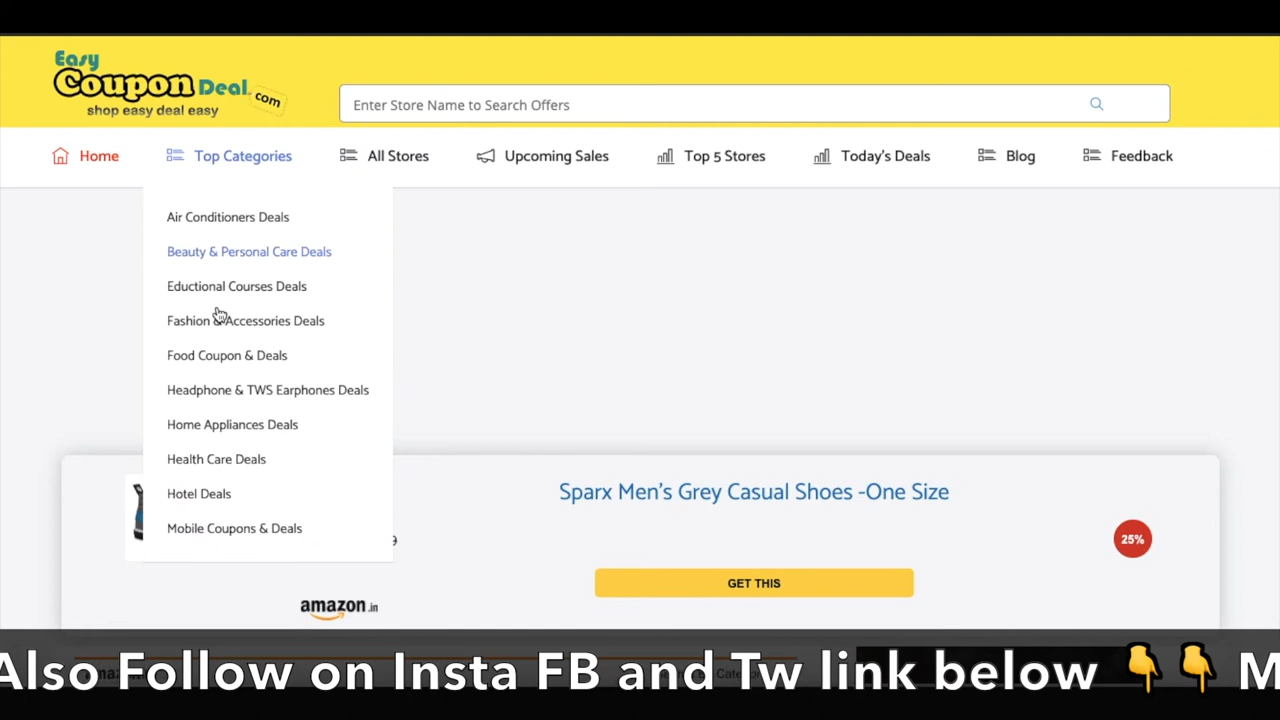 Easy
Coupon Deal.com
shop easy deal easy
Enter Store Name to Search Offers
Home
Top Categories
All Stores
Upcoming Sales
Top 5 Stores
Today's Deals
Blog
Feedback
Air Conditioners Deals
Beauty & Personal Care Deals
Eductional Courses Deals
Fashion & Accessories Deals
Food Coupon & Deals
Headphone & TWS Earphones Deals
Home Appliances Deals
Health Care Deals
Hotel Deals
Mobile Coupons & Deals
Sparx Men's Grey Casual Shoes -One Size
25%
GET THIS
amazon.in
Also Follow on Insta FB and Tw link below 👇👇 M